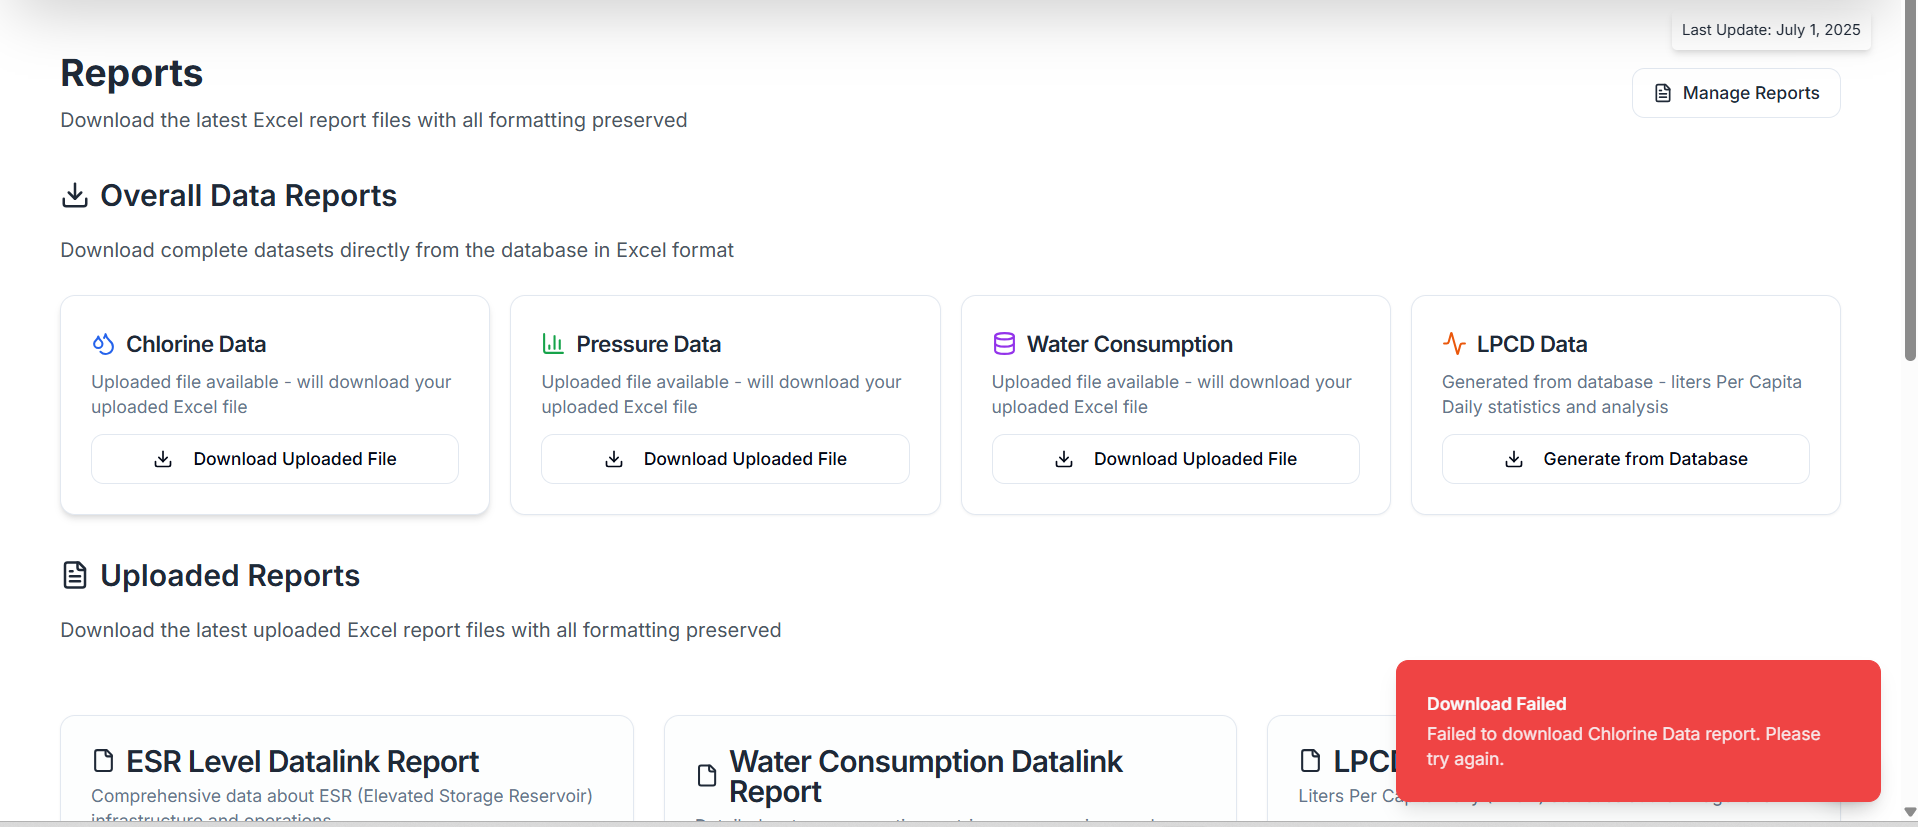 Last Update: July 1, 2025
Reports
Manage Reports
Download the latest Excel report files with all formatting preserved
Overall Data Reports
Download complete datasets directly from the database in Excel format
Chlorine Data
Uploaded file available - will download your
uploaded Excel file
Download Uploaded File
Pressure Data
Uploaded file available - will download your
uploaded Excel file
Download Uploaded File
Water Consumption
Uploaded file available - will download your
uploaded Excel file
Download Uploaded File
LPCD Data
Generated from database - liters Per Capita
Daily statistics and analysis
Generate from Database
Uploaded Reports
Download the latest uploaded Excel report files with all formatting preserved
ESR Level Datalink Report
Comprehensive data about ESR (Elevated Storage Reservoir)
infrastructure and operations
Water Consumption Datalink
Report
LPCD
Liters Per
Download Failed
Failed to download Chlorine Data report. Please
try again.